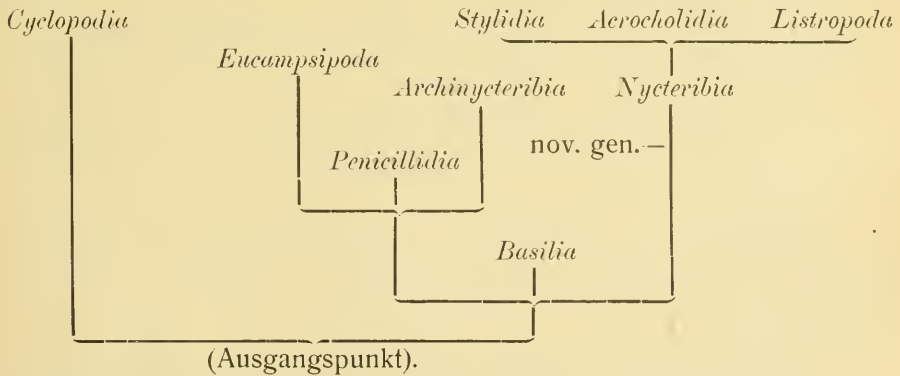 Cyclopodia Stylidia Acrocholidia Listropoda
Eucampsipoda
Archinycteribia Nycteribia
nov. gen.
Penicillidia
Basilia
(Ausgangspunkt).